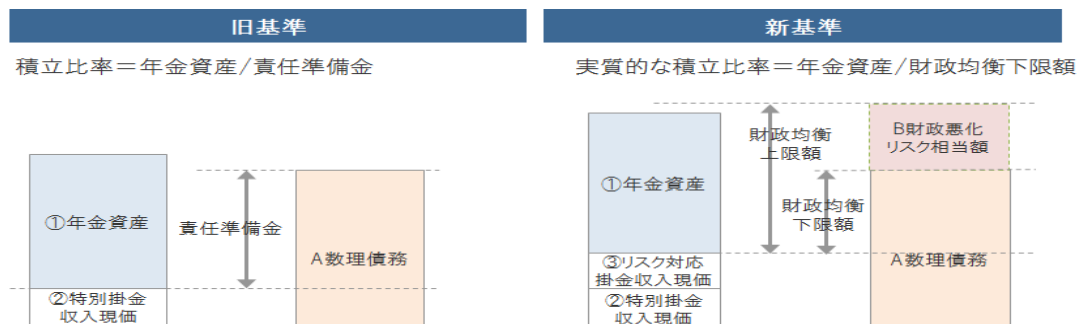 旧基準
積立比率＝年金資産/責任準備金
①年金資産
責任準備金
A数理債務
②特別掛金
収入現価
新基準
実質的な積立比率＝年金資産/財政均衡下限額
財政均衡
上限額
B財政悪化
リスク相当額
①年金資産
財政均衡
下限額
③リスク対応
掛金収入現価
A数理債務
②特別掛金
収入現価